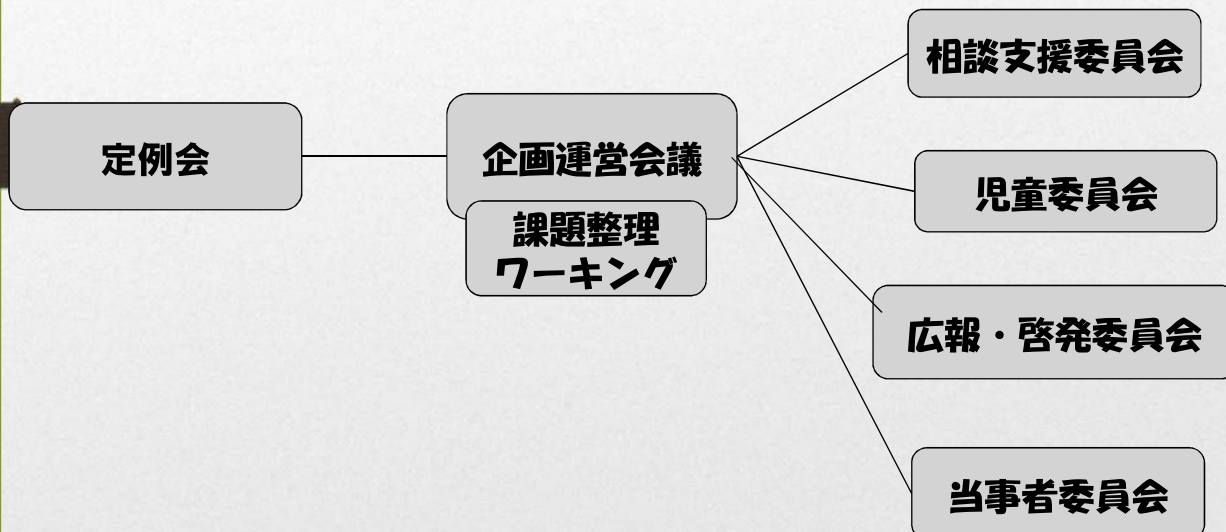 定例会
企画運営会議
課題整理
ワーキング
相談支援委員会
児童委員会
広報・啓発委員会
当事者委員会